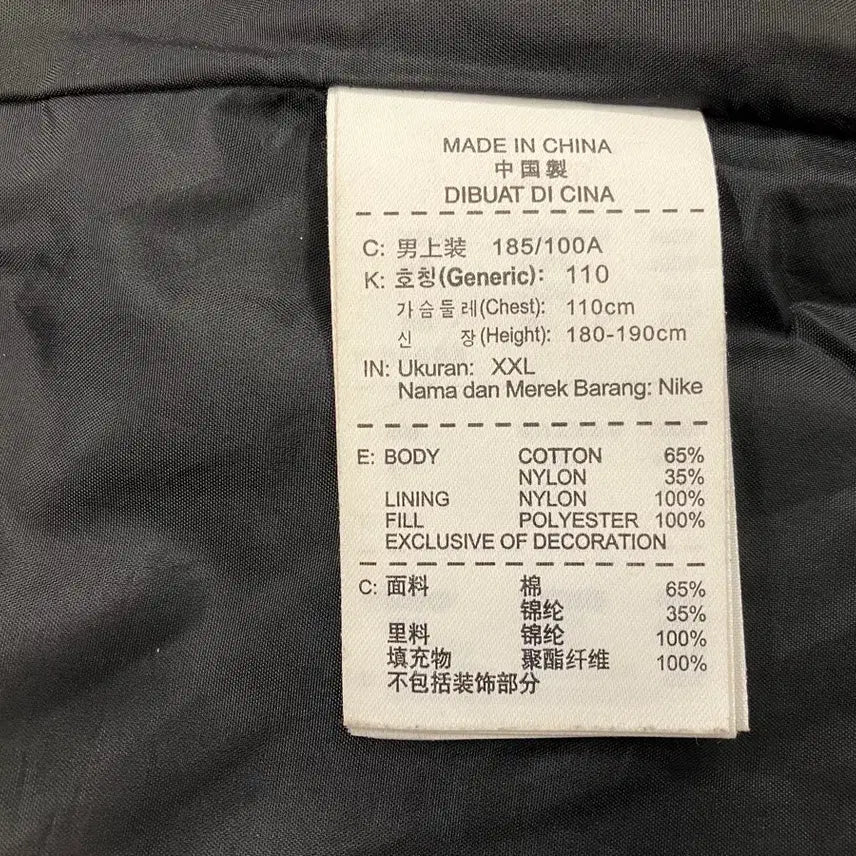 MADE IN CHINA
中国製
DIBUAT DI CINA
C: 男上装 185/100A
K: 호칭(Generic): 110
가슴둘레(Chest): 110cm
신 장(Height): 180-190cm
IN: Ukuran: XXL
Nama dan Merek Barang: Nike
E: BODY COTTON 65%
NYLON 35%
LINING NYLON 100%
FILL POLYESTER 100%
EXCLUSIVE OF DECORATION
C: 面料 棉 65%
锦纶 35%
里料 锦纶 100%
填充物 聚酯纤维 100%
不包括装饰部分